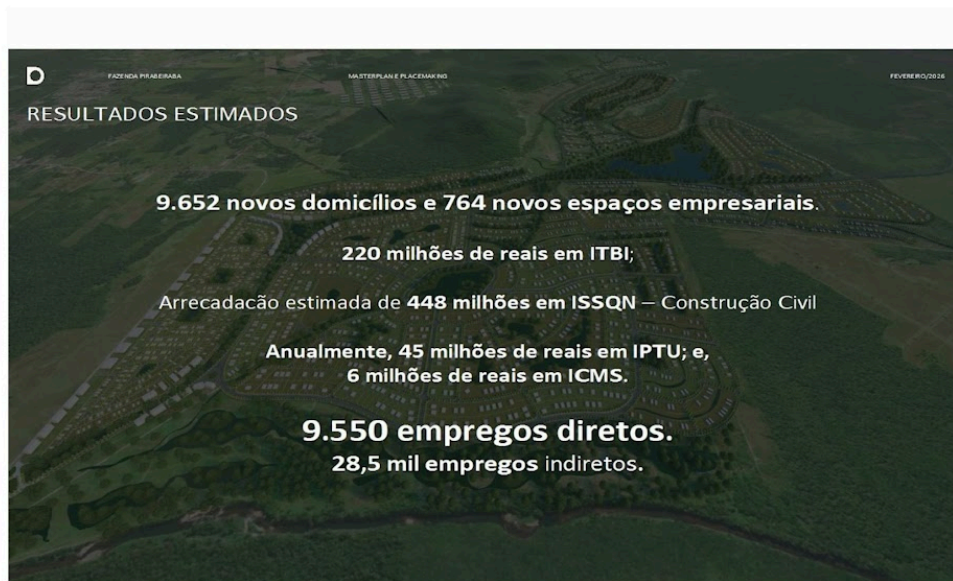 FAZENDA PIRABEIRABA
MASTERPLAN E PLACEMAKING
FEVEREIRO/2026
RESULTADOS ESTIMADOS
9.652 novos domicílios e 764 novos espaços empresariais.
220 milhões de reais em ITBI;
Arrecadacão estimada de 448 milhões em ISSQN – Construção Civil
Anualmente, 45 milhões de reais em IPTU; e,
6 milhões de reais em ICMS.
9.550 empregos diretos.
28,5 mil empregos indiretos.